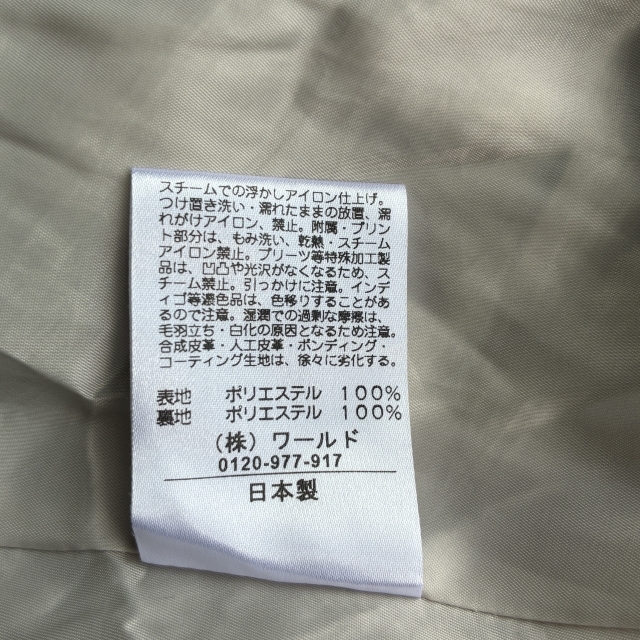 スチームでの浮かしアイロン仕上げ。
つけ置き洗い・濡れたままの放置、濡
れがけアイロン、禁止。附属・プリン
ト部分は、もみ洗い、乾熱・スチーム
アイロン禁止。プリーツ等特殊加工製
品は、凹凸や光沢がなくなるため、ス
チーム禁止。引っかけに注意。インデ
ィゴ等濃色品は、色移りすることがあ
るので注意。湿潤での過剰な摩擦は、
毛羽立ち・白化の原因となるため注意。
合成皮革・人工皮革・ボンディング・
コーティング生地は、徐々に劣化する。
表地 ポリエステル 100%
裏地 ポリエステル 100%
(株) ワールド
0120-977-917
日本製